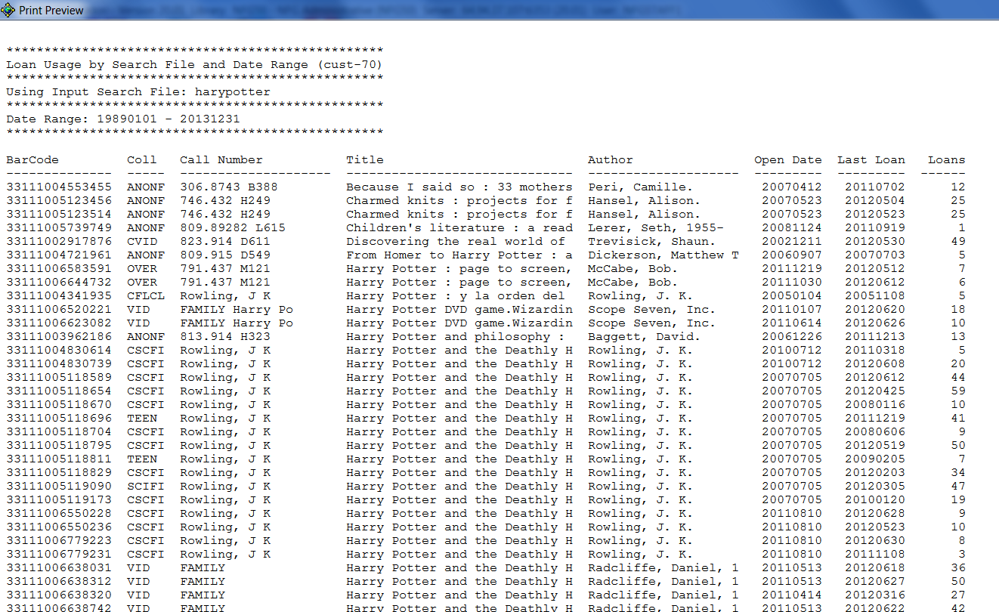 Print Preview
**************************************************
Loan Usage by Search File and Date Range (cust-70)
**************************************************
Using Input Search File: harypotter
**************************************************
Date Range: 19890101 - 20131231
**************************************************
BarCode Coll Call Number Title Author Open Date Last Loan Loans
-------------- ----- -------------------- ------------------------------ -------------------- --------- --------- ------
33111004553455 ANONF 306.8743 B388 Because I said so : 33 mothers Peri, Camille. 20070412 20110702 12
33111005123456 ANONF 746.432 H249 Charmed knits : projects for f Hansel, Alison. 20070523 20120504 25
33111005123514 ANONF 746.432 H249 Charmed knits : projects for f Hansel, Alison. 20070523 20120523 25
33111005739749 ANONF 809.89282 L615 Children's literature : a read Lerer, Seth, 1955- 20081124 20110919 1
33111002917876 CVID 823.914 D611 Discovering the real world of Trevisick, Shaun. 20021211 20120530 49
33111004721961 ANONF 809.915 D549 From Homer to Harry Potter : a Dickerson, Matthew T 20060907 20070703 5
33111006583591 OVER 791.437 M121 Harry Potter : page to screen, McCabe, Bob. 20111219 20120512 7
33111006644732 OVER 791.437 M121 Harry Potter : page to screen, McCabe, Bob. 20111030 20120612 6
33111004341935 CFLCL Rowling, J K Harry Potter : y la orden del Rowling, J. K. 20050104 20051108 5
33111006520221 VID FAMILY Harry Po Harry Potter DVD game.Wizardin Scope Seven, Inc. 20110107 20120620 18
33111006623082 VID FAMILY Harry Po Harry Potter DVD game.Wizardin Scope Seven, Inc. 20110614 20120626 10
33111003962186 ANONF 813.914 H323 Harry Potter and philosophy : Baggett, David. 20061226 20111213 13
33111004830614 CSCFI Rowling, J K Harry Potter and the Deathly H Rowling, J. K. 20100712 20110318 5
33111004830739 CSCFI Rowling, J K Harry Potter and the Deathly H Rowling, J. K. 20100712 20120608 20
33111005118589 CSCFI Rowling, J K Harry Potter and the Deathly H Rowling, J. K. 20070705 20120612 44
33111005118654 CSCFI Rowling, J K Harry Potter and the Deathly H Rowling, J. K. 20070705 20120425 59
33111005118670 CSCFI Rowling, J K Harry Potter and the Deathly H Rowling, J. K. 20070705 20080116 10
33111005118696 TEEN Rowling, J K Harry Potter and the Deathly H Rowling, J. K. 20070705 20111219 41
33111005118704 CSCFI Rowling, J K Harry Potter and the Deathly H Rowling, J. K. 20070705 20080606 9
33111005118795 CSCFI Rowling, J K Harry Potter and the Deathly H Rowling, J. K. 20070705 20120519 50
33111005118811 TEEN Rowling, J K Harry Potter and the Deathly H Rowling, J. K. 20070705 20090205 7
33111005118829 CSCFI Rowling, J K Harry Potter and the Deathly H Rowling, J. K. 20070705 20120203 34
33111005119090 SCIFI Rowling, J K Harry Potter and the Deathly H Rowling, J. K. 20070705 20120305 47
33111005119173 CSCFI Rowling, J K Harry Potter and the Deathly H Rowling, J. K. 20070705 20100120 19
33111006550228 CSCFI Rowling, J K Harry Potter and the Deathly H Rowling, J. K. 20110810 20120628 9
33111006550236 CSCFI Rowling, J K Harry Potter and the Deathly H Rowling, J. K. 20110810 20120523 10
33111006779223 CSCFI Rowling, J K Harry Potter and the Deathly H Rowling, J. K. 20110810 20120630 8
33111006779231 CSCFI Rowling, J K Harry Potter and the Deathly H Rowling, J. K. 20110810 20111108 3
33111006638031 VID FAMILY Harry Potter and the Deathly H Radcliffe, Daniel, 1 20110513 20120618 36
33111006638312 VID FAMILY Harry Potter and the Deathly H Radcliffe, Daniel, 1 20110513 20120627 50
33111006638320 VID FAMILY Harry Potter and the Deathly H Radcliffe, Daniel, 1 20110414 20120316 27
33111006638742 VID FAMILY Harry Potter and the Deathly H Radcliffe, Daniel, 1 20110513 20120622 42